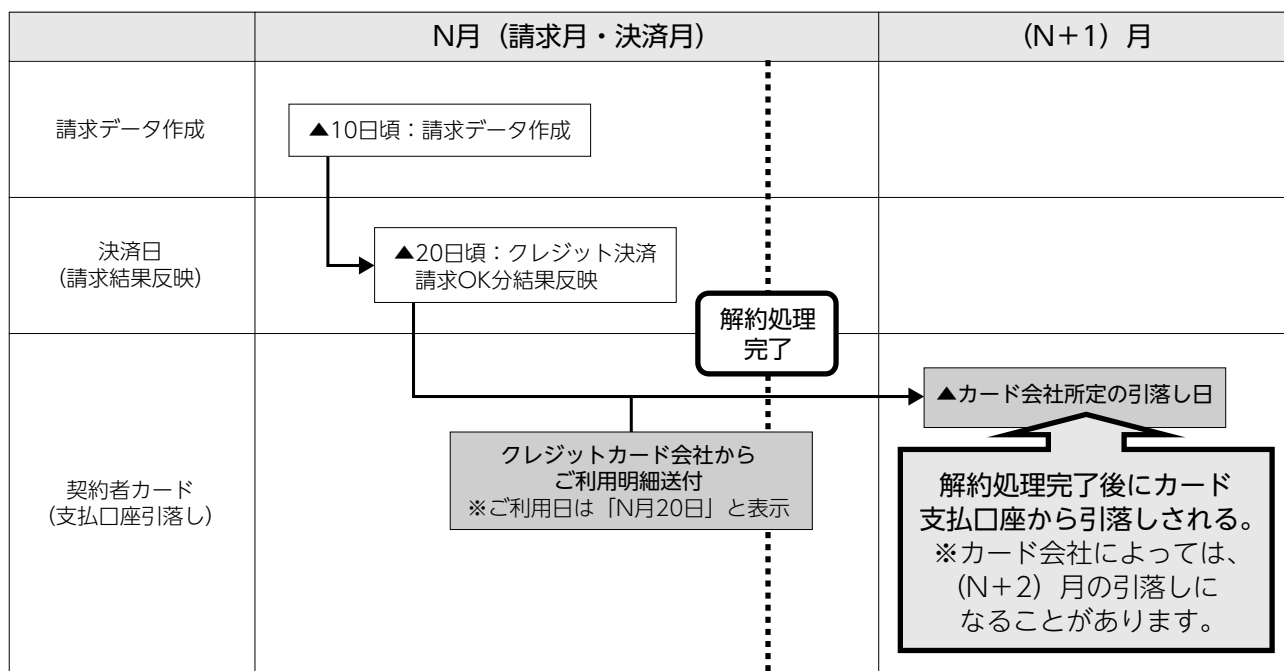 N月（請求月・決済月）
（N＋1）月
請求データ作成
▲10日頃：請求データ作成
決済日
（請求結果反映）
▲20日頃：クレジット決済
請求OK分結果反映
解約処理
完了
契約者カード
（支払口座引落し）
▲カード会社所定の引落し日
クレジットカード会社から
ご利用明細送付
※ご利用日は「N月20日」と表示
解約処理完了後にカード
支払口座から引落しされる。
※カード会社によっては、
（N＋2）月の引落しに
なることがあります。